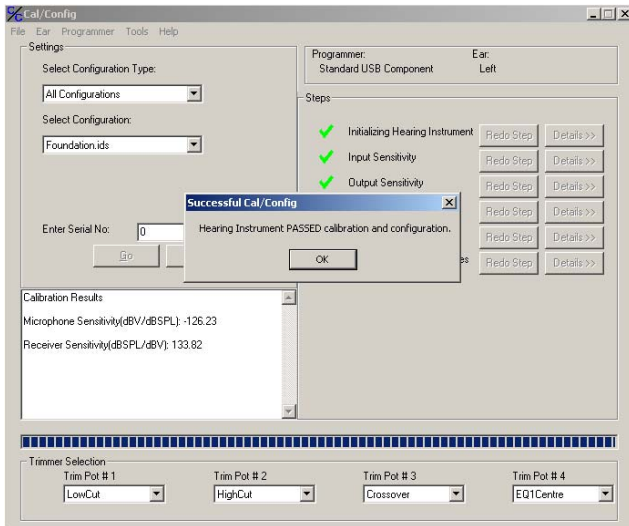 Cal/Config
File Ear Programmer Tools Help
Settings
Select Configuration Type:
All Configurations
Select Configuration:
Foundation.ids
Enter Serial No: 0
Go
Programmer: Ear:
Standard USB Component Left
Steps
Initializing Hearing Instrument Redo Step Details >>
Input Sensitivity Redo Step Details >>
Output Sensitivity Redo Step Details >>
Redo Step Details >>
Redo Step Details >>
es Redo Step Details >>
Successful Cal/Config
Hearing Instrument PASSED calibration and configuration.
OK
Calibration Results
Microphone Sensitivity(dBV/dBSPL): -126.23
Receiver Sensitivity(dBSPL/dBV): 133.82
Trimmer Selection
Trim Pot # 1 Trim Pot # 2 Trim Pot # 3 Trim Pot # 4
LowCut HighCut Crossover EQ1Centre